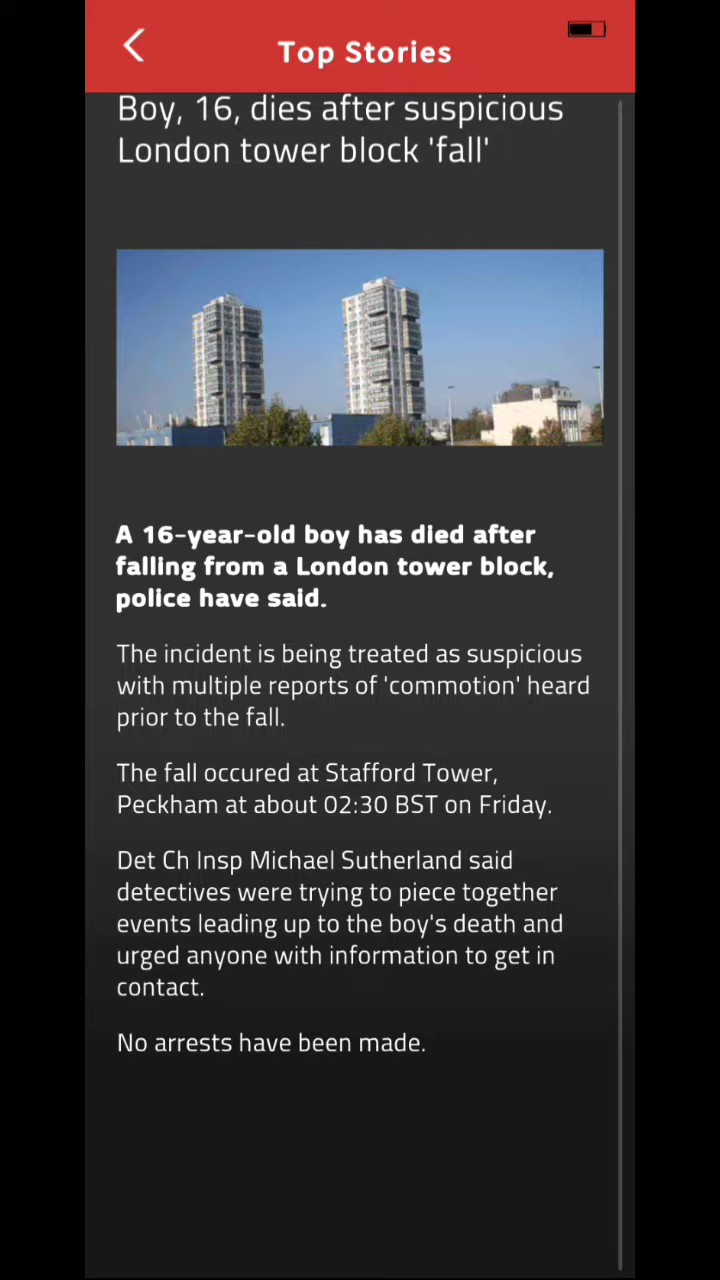 Top Stories
Boy, 16, dies after suspicious
London tower block 'fall'
A 16-year-old boy has died after
falling from a London tower block,
police have said.
The incident is being treated as suspicious
with multiple reports of 'commotion' heard
prior to the fall.
The fall occured at Stafford Tower,
Peckham at about 02:30 BST on Friday.
Det Ch Insp Michael Sutherland said
detectives were trying to piece together
events leading up to the boy's death and
urged anyone with information to get in
contact.
No arrests have been made.